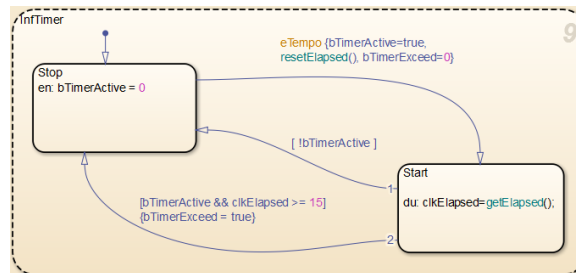 InfTimer
9
eTempo {bTimerActive=true,
resetElapsed(), bTimerExceed=0}
Stop
en: bTimerActive = 0
[ !bTimerActive ]
Start
1
du: clkElapsed=getElapsed();
[bTimerActive && clkElapsed >= 15]
{bTimerExceed = true}
2